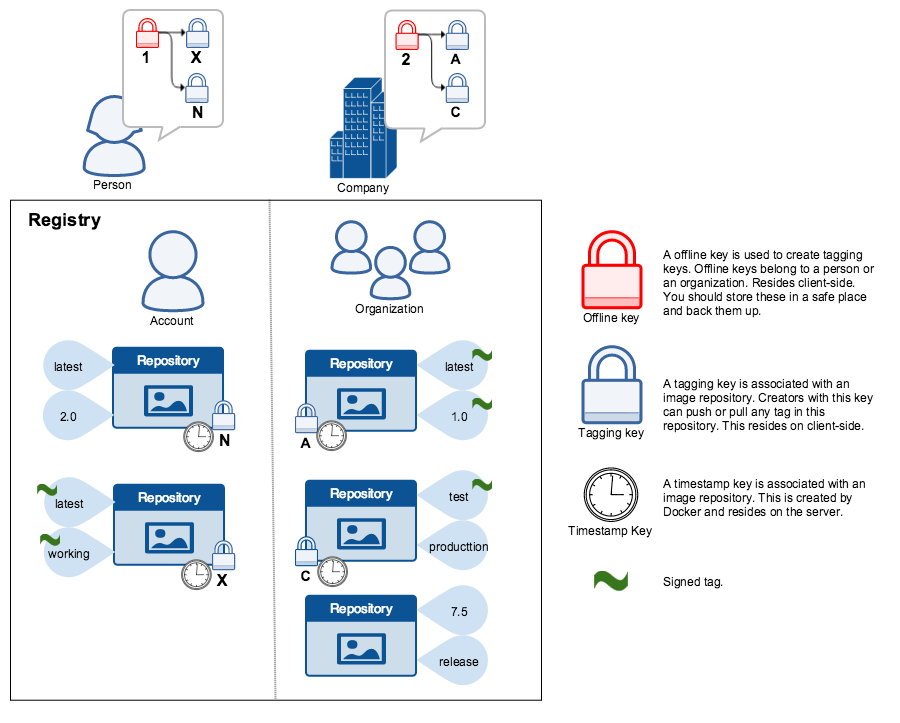 1
X
N
2
A
C
Person
Company
Registry
Account
Organization
Repository
latest
2.0
N
Repository
latest
1.0
A
Repository
latest
working
X
Repository
test
producttion
C
Repository
7.5
release
Offline key
A offline key is used to create tagging
keys. Offline keys belong to a person or
an organization. Resides client-side.
You should store these in a safe place
and back them up.
Tagging key
A tagging key is associated with an
image repository. Creators with this key
can push or pull any tag in this
repository. This resides on client-side.
Timestamp Key
A timestamp key is associated with an
image repository. This is created by
Docker and resides on the server.
Signed tag.